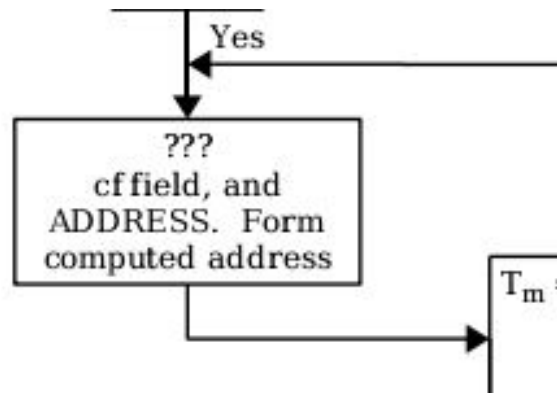 Yes
???
cf field, and
ADDRESS. Form
computed address
Tm